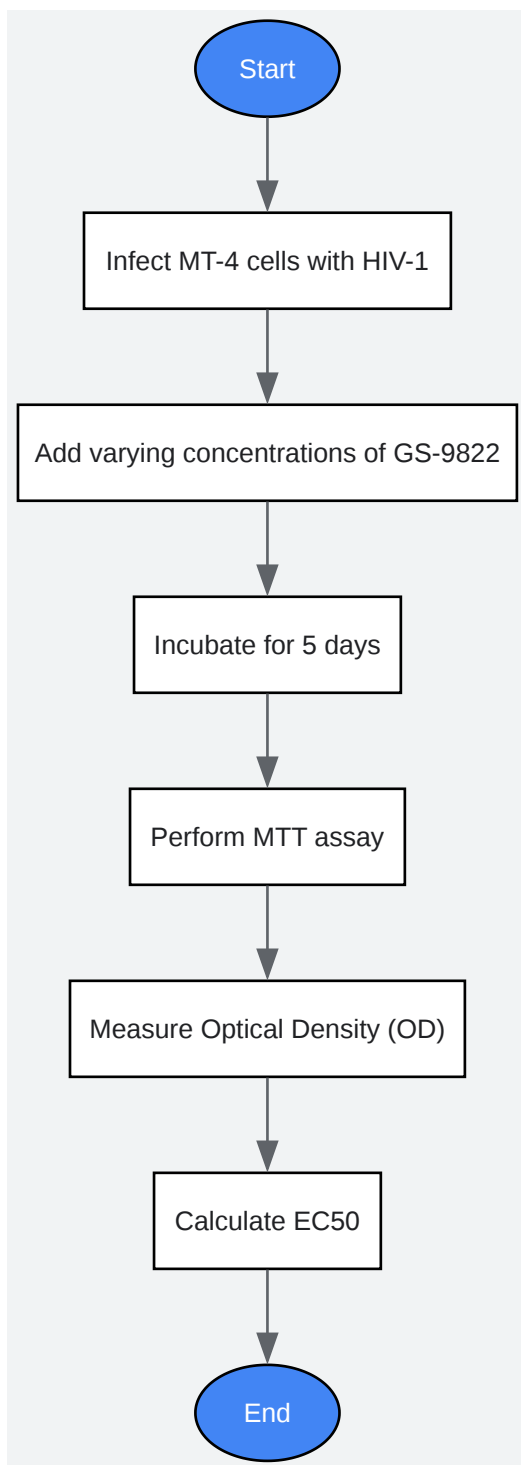 Start
Infect MT-4 cells with HIV-1
Add varying concentrations of GS-9822
Incubate for 5 days
Perform MTT assay
Measure Optical Density (OD)
Calculate EC50
End